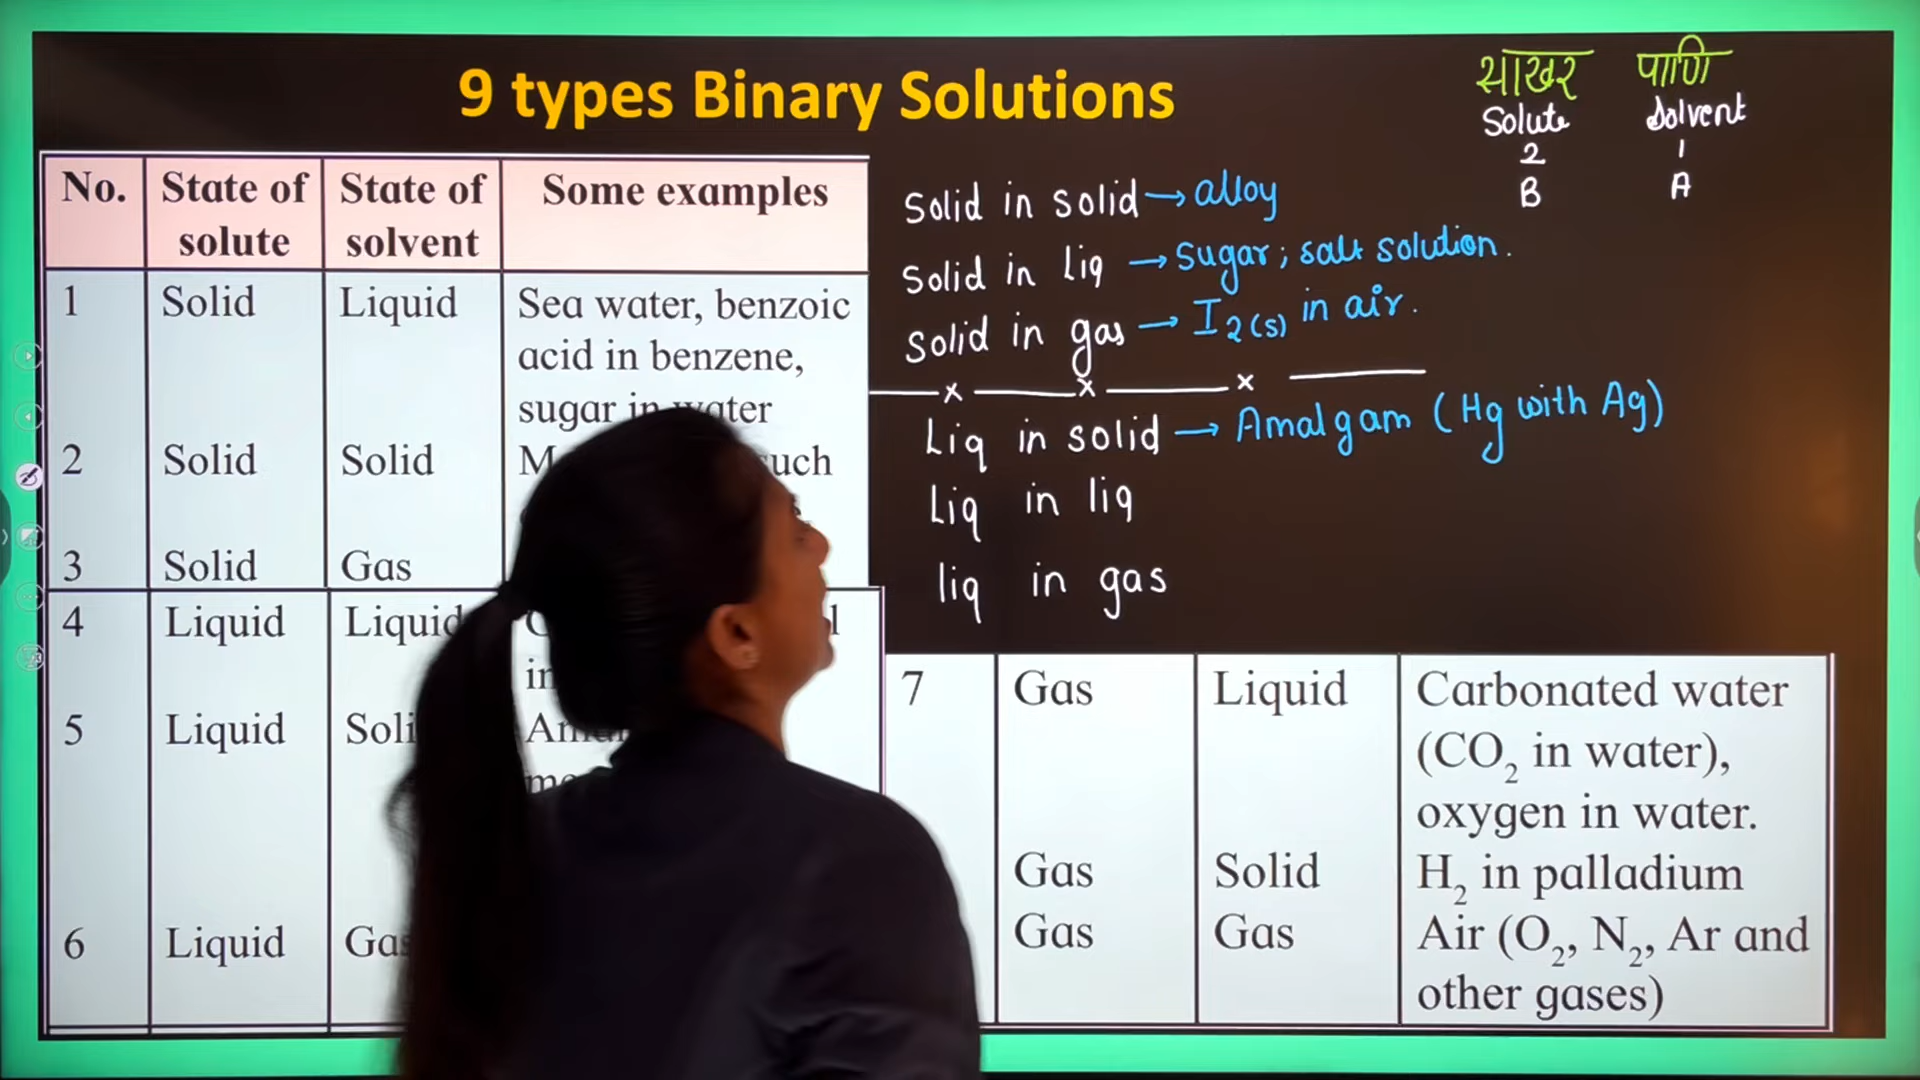 9 types Binary Solutions
साखर पाणि
Solute Solvent
2 1
B A
No. State of solute State of solvent Some examples
1 Solid Liquid Sea water, benzoic
acid in benzene,
sugar in water
2 Solid Solid
3 Solid Gas
4 Liquid Liquid
5 Liquid
6 Liquid Gas
Solid in solid → alloy
Solid in Liq → Sugar; salt solution.
Solid in gas → I2(s) in air.
Liq in solid → Amalgam (Hg with Ag)
Liq in liq
liq in gas
7 Gas Liquid Carbonated water
(CO2 in water),
oxygen in water.
Gas Solid H2 in palladium
Gas Gas Air (O2, N2, Ar and
other gases)